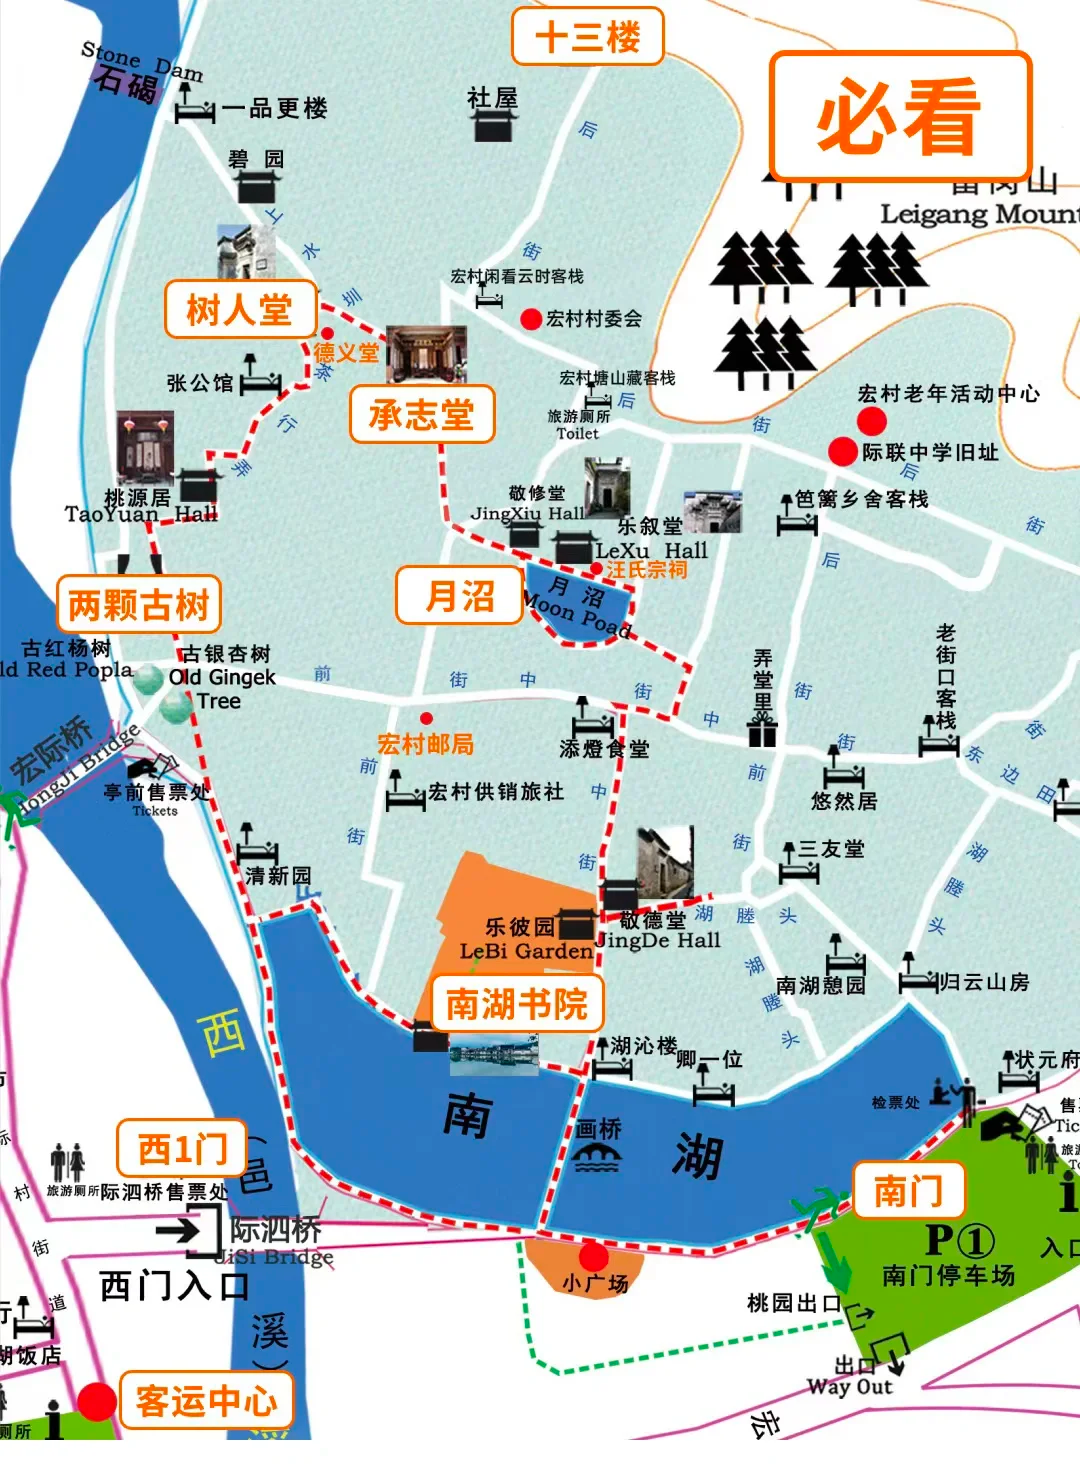 十三楼
必看
Stone Dam
石碣
一品更楼
社屋
后
碧 园
Leigang Mount
上
水
圳
街
宏村闲看云时客栈
宏村村委会
树人堂
德义堂
茶
行
弄
张公馆
承志堂
宏村塘山藏客栈
后
旅游厕所
Toilet
街
宏村老年活动中心
际联中学旧址
后
街
桃源居
TaoYuan Hall
敬修堂
JingXiu Hall
乐叙堂
LeXu Hall
汪氏宗祠
笆篱乡舍客栈
后
街
两颗古树
月沼
月 沼
Moon Poad
古红杨树
ld Red Popla
古银杏树
Old Gingek
Tree
前
街
中
街
中
街
弄堂里
老街口客栈
街
宏际桥
HongJi Bridge
亭前售票处
Tickets
宏村邮局
添燈食堂
前
街
宏村供销旅社
中
街
前
街
悠然居
东
边
田
清新园
三友堂
湖
塍
头
乐彼园
LeBi Garden
敬德堂
JingDe Hall
湖
塍
头
湖
塍
头
南湖憩园
归云山房
南湖书院
西
湖沁楼
卿一位
状元府
检票处
南
画桥
湖
西1门
(邑
旅游厕所
际泗桥售票处
村
街
道
际泗桥
JiSi Bridge
西门入口
南门
P①
南门停车场
小广场
桃园出口
出口
Way Out
溪)
湖饭店
客运中心
厕所
宏